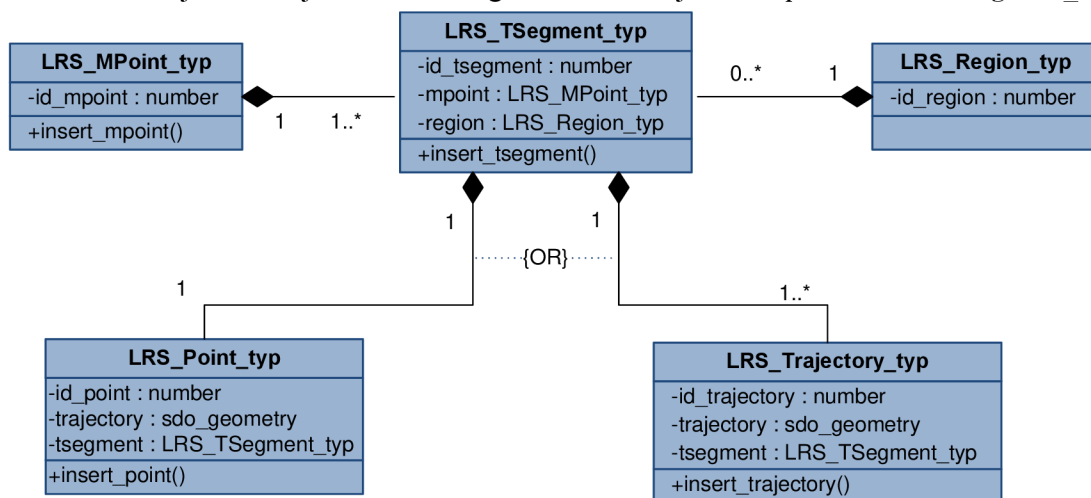 LRS_TSegment_typ
-id_tsegment : number
-mpoint : LRS_MPoint_typ
-region : LRS_Region_typ
+insert_tsegment()
LRS_MPoint_typ
-id_mpoint : number
+insert_mpoint()
1
1..*
0..*
1
LRS_Region_typ
-id_region : number
1
1
{OR}
1
1..*
LRS_Point_typ
-id_point : number
-trajectory : sdo_geometry
-tsegment : LRS_TSegment_typ
+insert_point()
LRS_Trajectory_typ
-id_trajectory : number
-trajectory : sdo_geometry
-tsegment : LRS_TSegment_typ
+insert_trajectory()